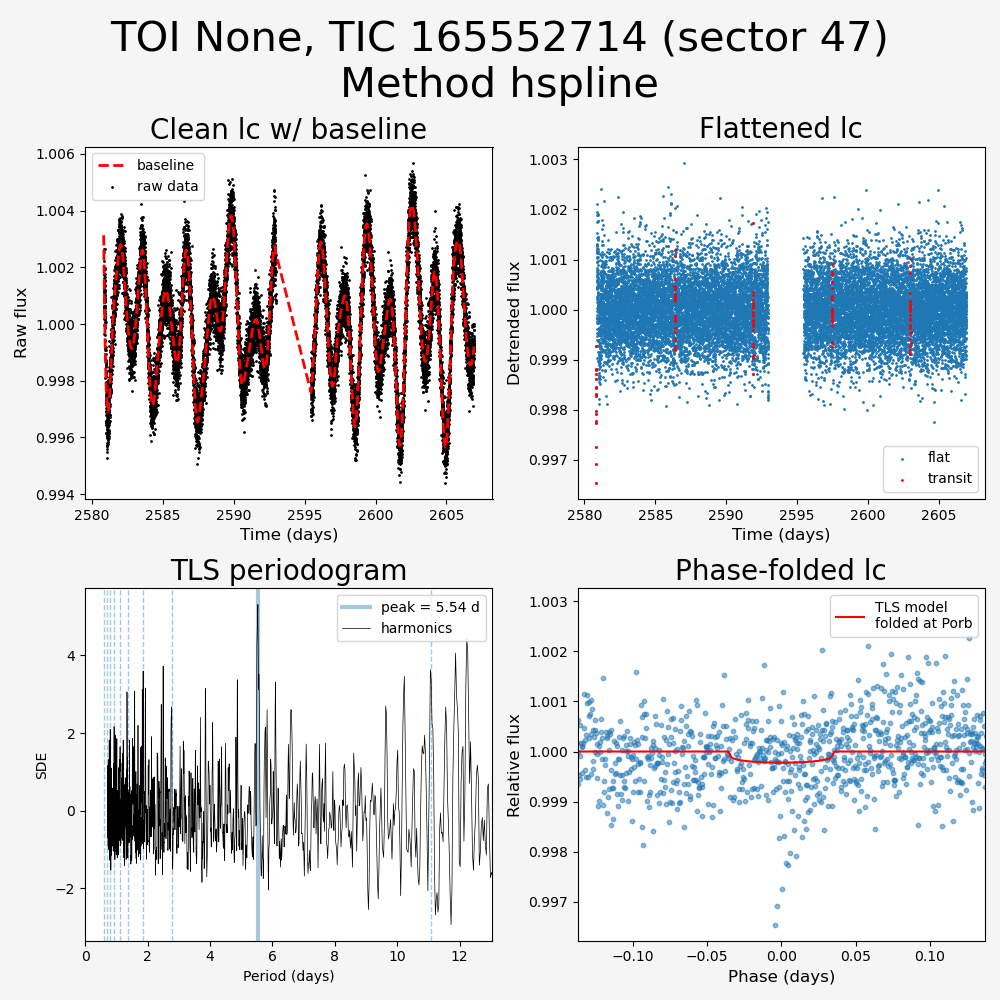 TOI None, TIC 165552714 (sector 47)
Method hspline
Clean lc w/ baseline
Flattened lc
1.006
1.004
1.002
1.000
0.998
0.996
0.994
Raw flux
baseline
raw data
2580
2585
2590
2595
2600
2605
Time (days)
1.003
1.002
1.001
1.000
0.999
0.998
0.997
Detrended flux
flat
transit
2580
2585
2590
2595
2600
2605
Time (days)
TLS periodogram
Phase-folded lc
4
2
0
−2
SDE
peak = 5.54 d
harmonics
0
2
4
6
8
10
12
Period (days)
1.003
1.002
1.001
1.000
0.999
0.998
0.997
Relative flux
TLS model
folded at Porb
−0.10
−0.05
0.00
0.05
0.10
Phase (days)